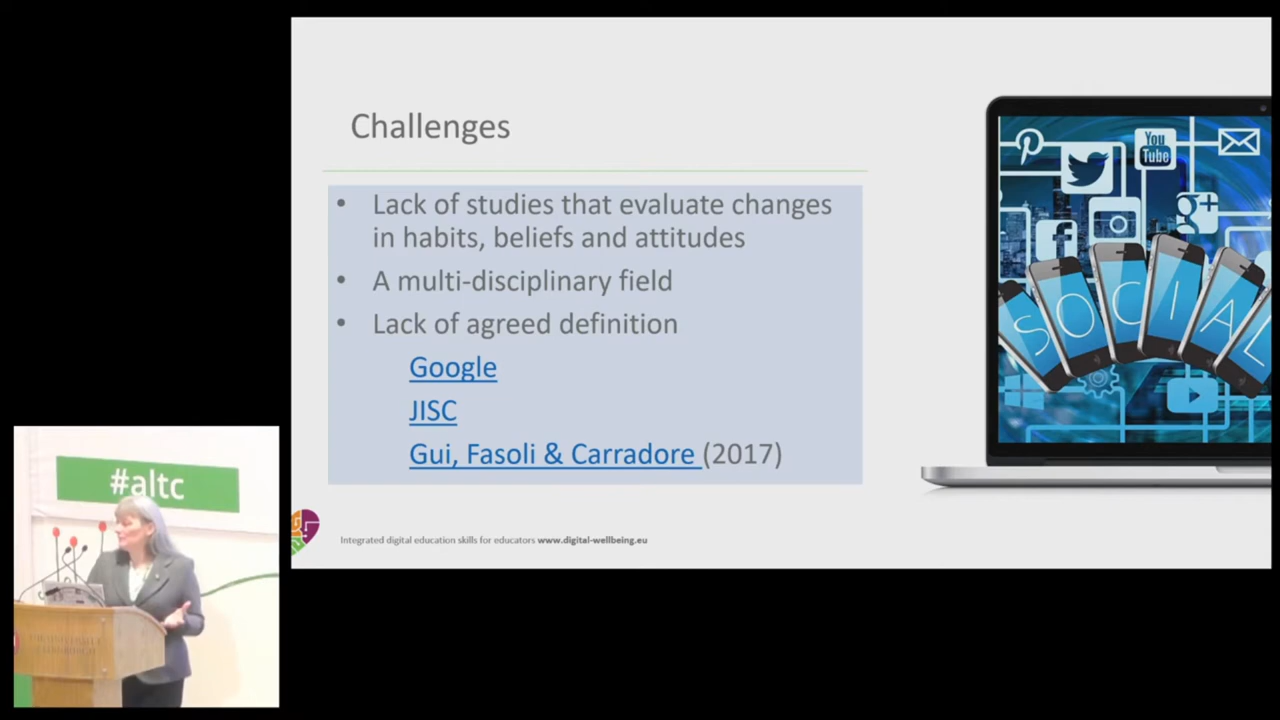 Challenges
• Lack of studies that evaluate changes
in habits, beliefs and attitudes
• A multi-disciplinary field
• Lack of agreed definition
Google
JISC
Gui, Fasoli & Carradore (2017)
Integrated digital education skills for educators www.digital-wellbeing.eu
You
Tube
SOCIAL
#altc